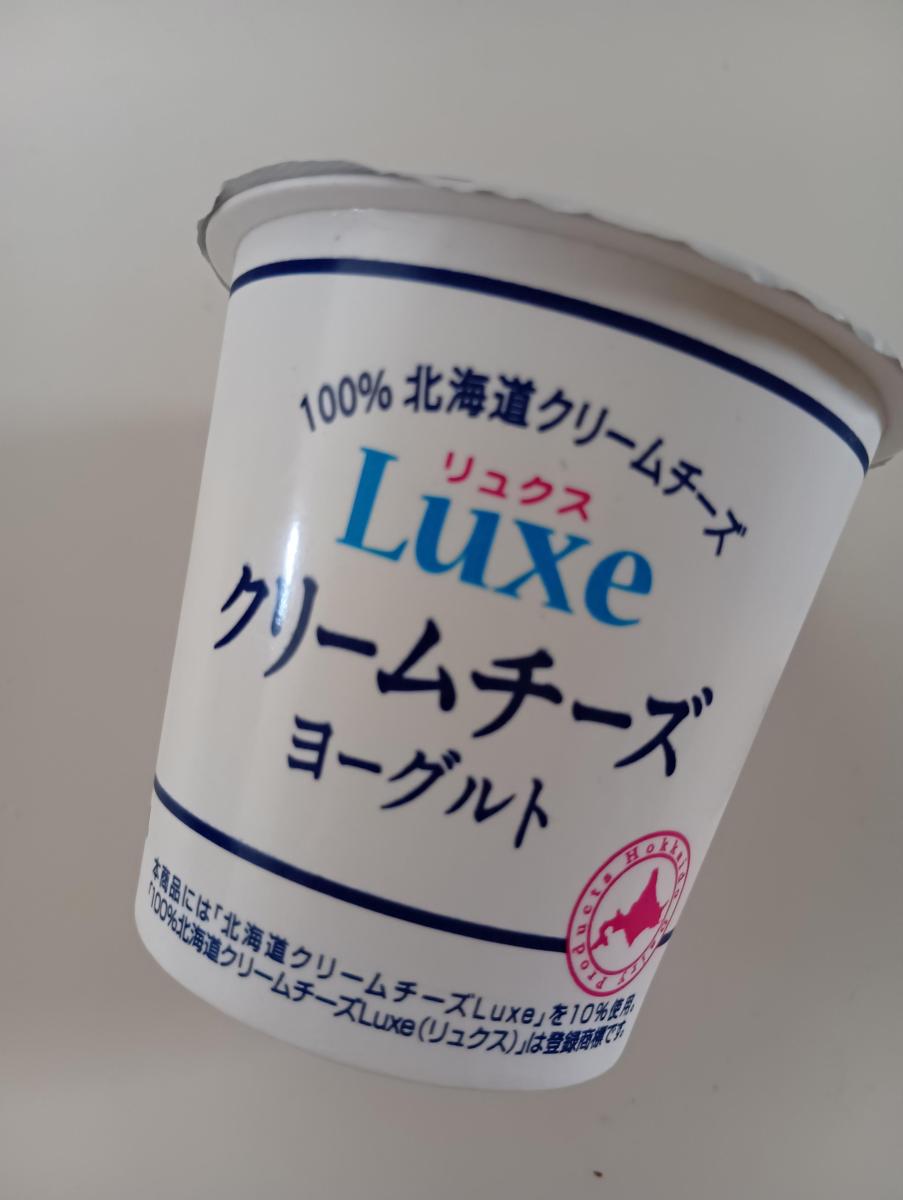 100% 北海道クリームチーズ
リュクス
Luxe
クリームチーズ
ヨーグルト
Hokkaido Dairy Products
本商品には「北海道クリームチーズLuxe」を10%使用。
「100%北海道クリームチーズLuxe(リュクス)」は登録商標です。